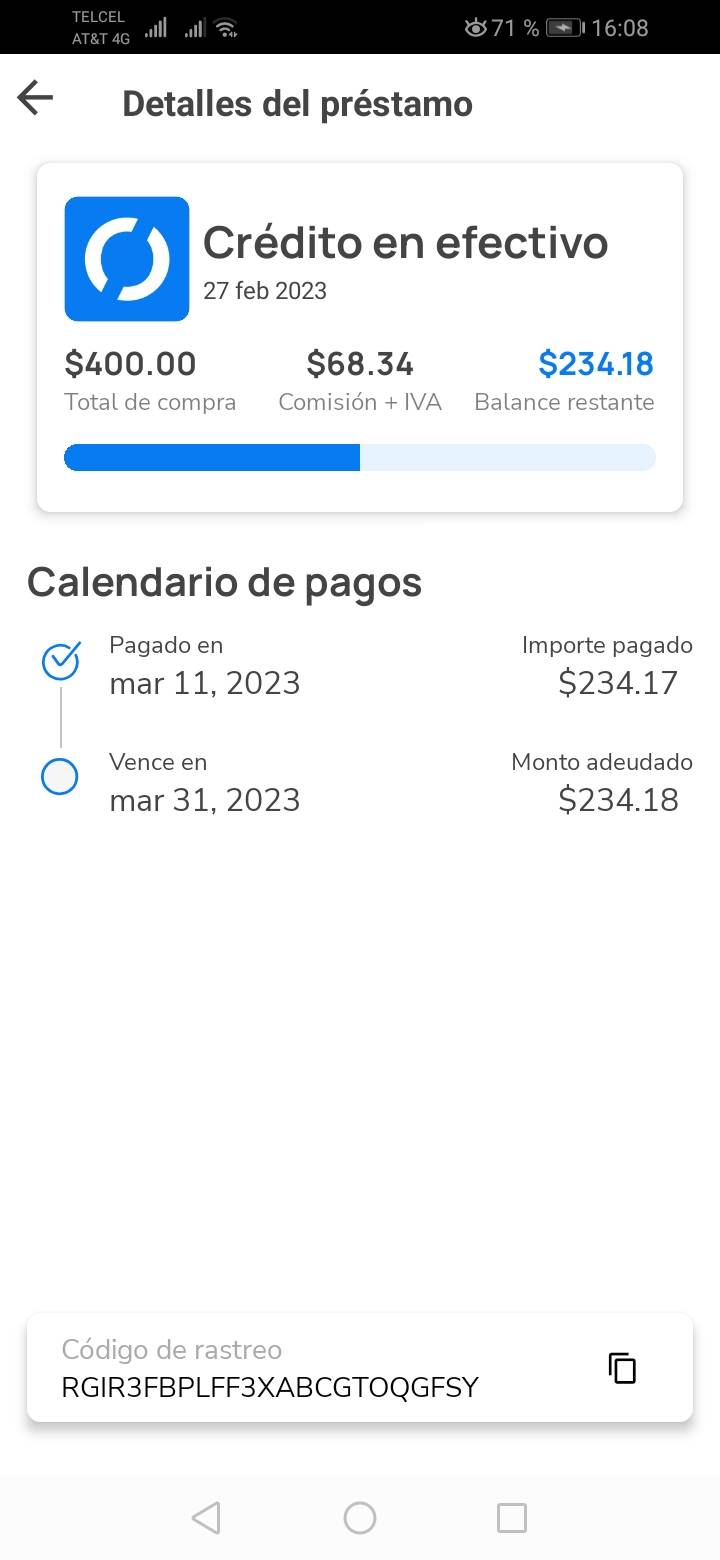 TELCEL
AT&T 4G
71 %
16:08
Detalles del préstamo
Crédito en efectivo
27 feb 2023
$400.00 $68.34 $234.18
Total de compra Comisión + IVA Balance restante
Calendario de pagos
Pagado en Importe pagado
mar 11, 2023 $234.17
Vence en Monto adeudado
mar 31, 2023 $234.18
Código de rastreo
RGIR3FBPLFF3XABCGTOQGFSY